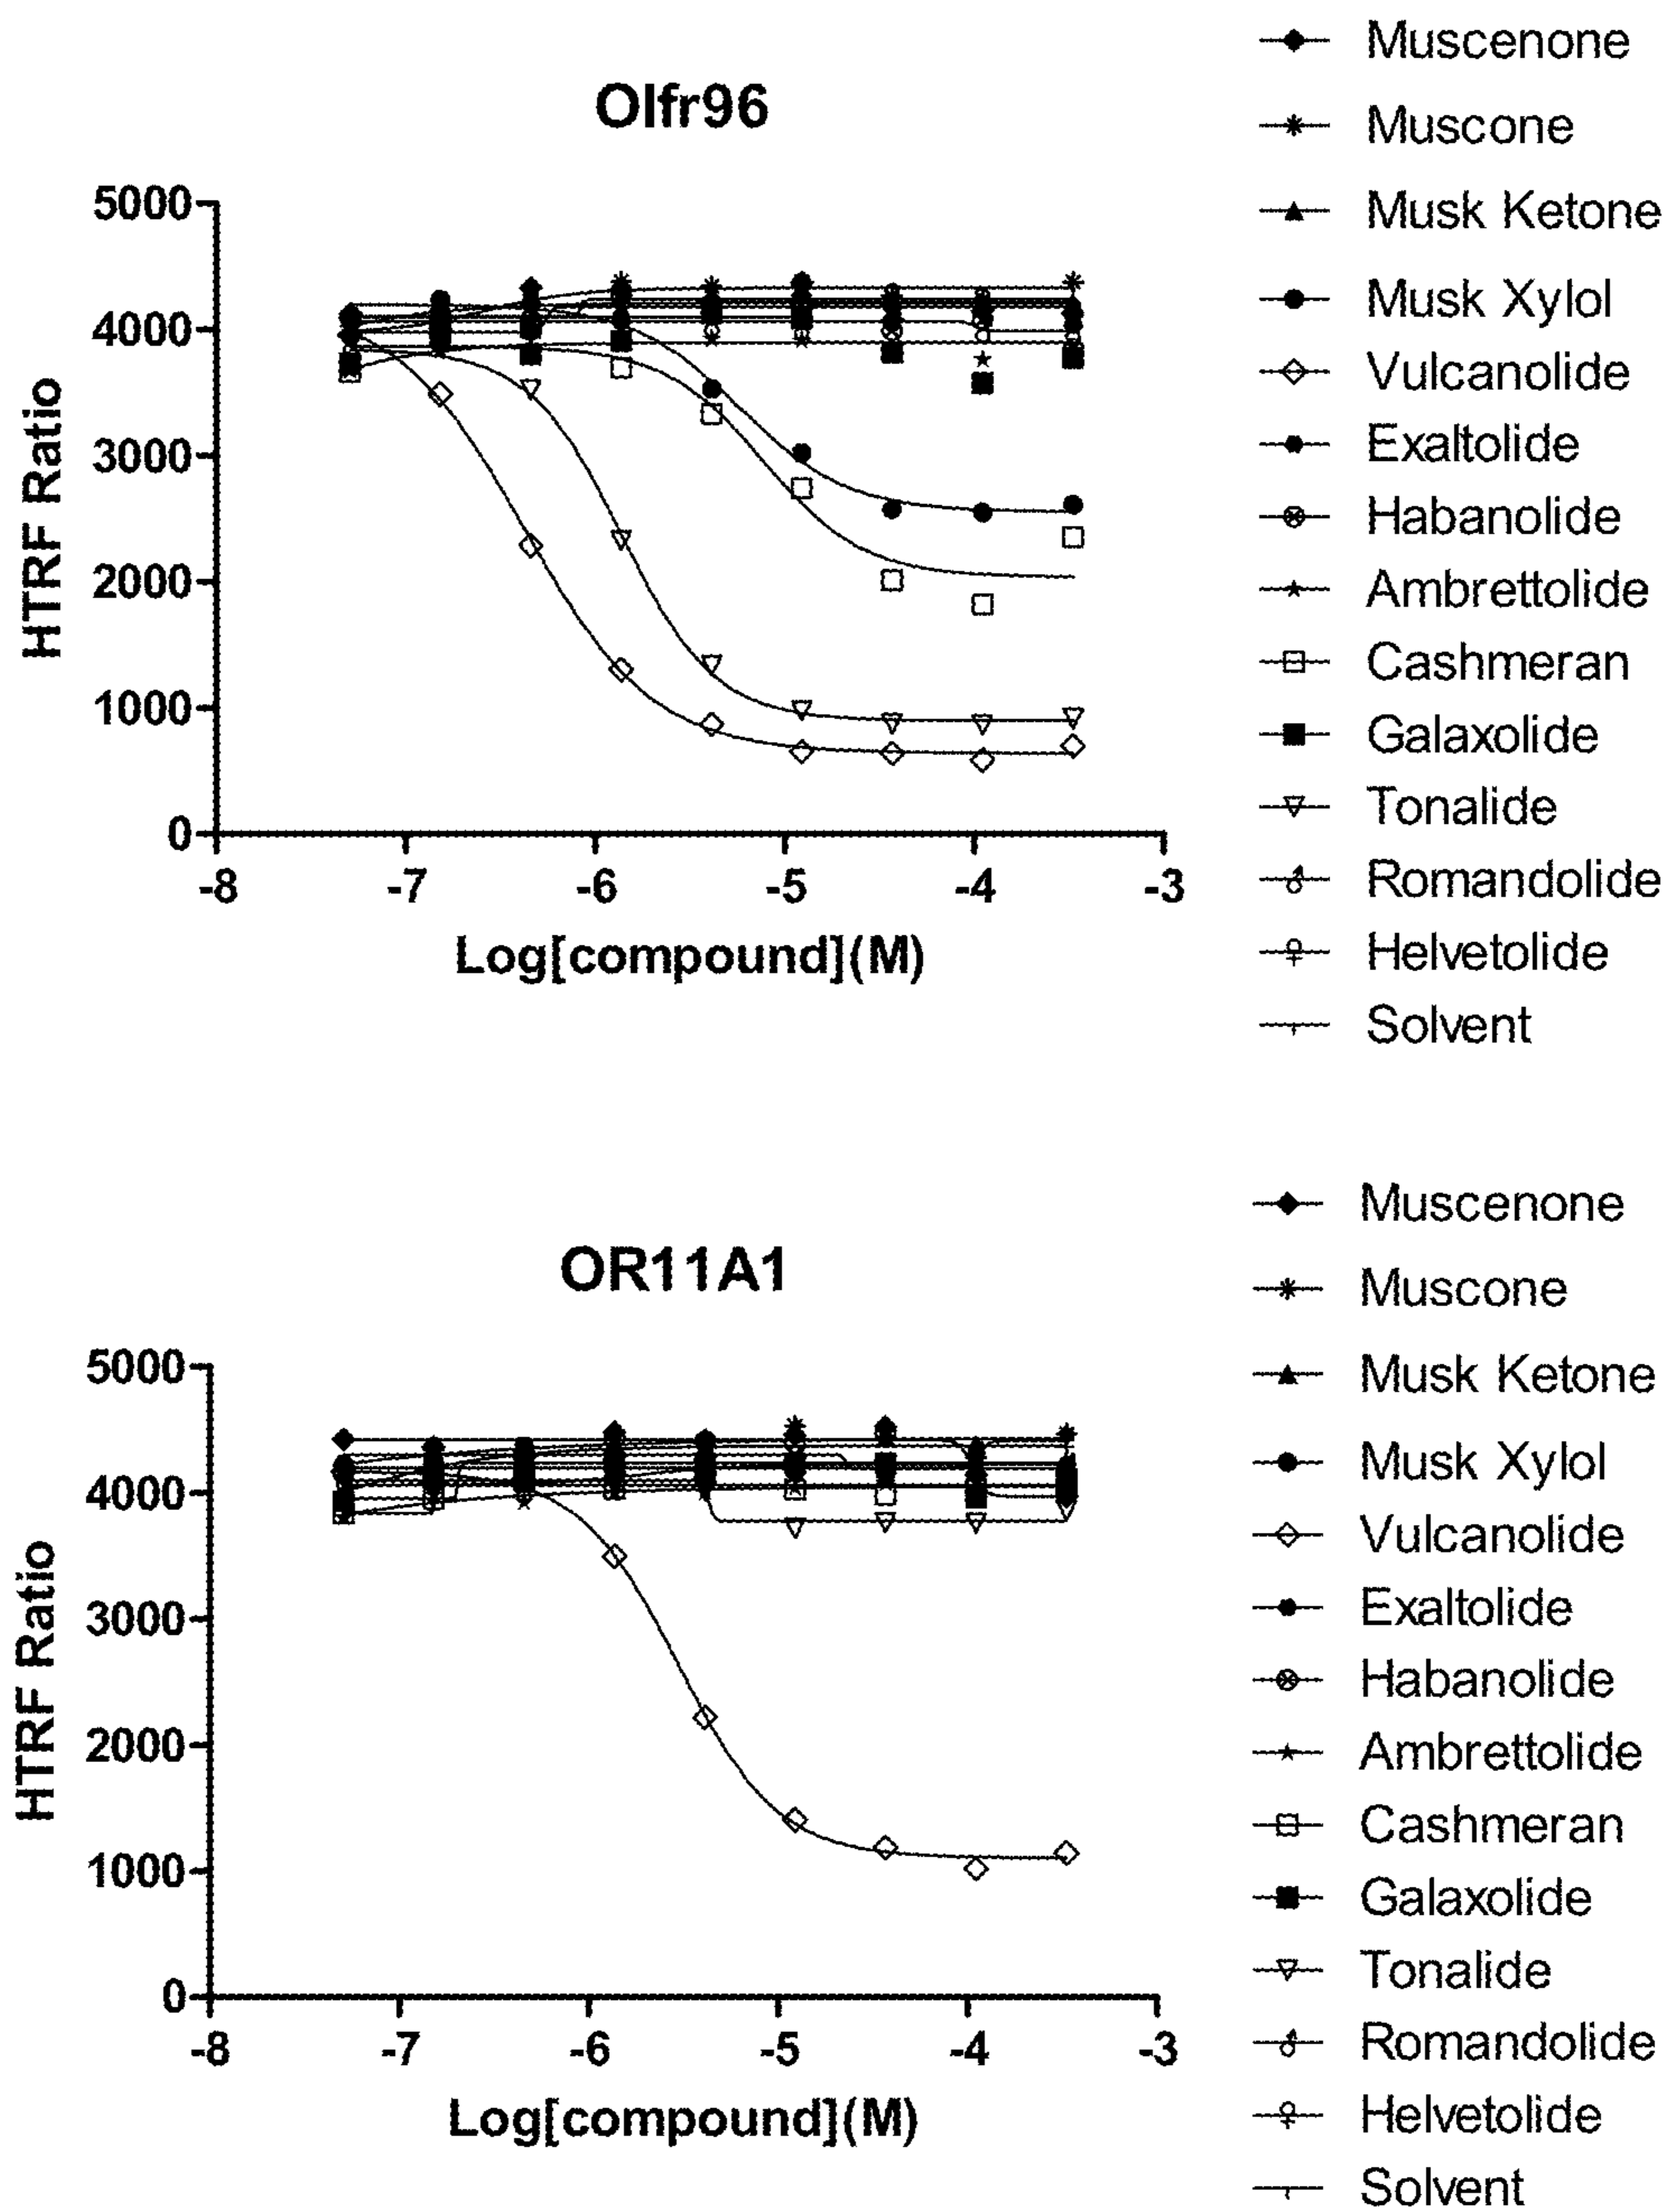 Olfr96
HTRF Ratio
5000
4000
3000
2000
1000
0
-8 -7 -6 -5 -4 -3
Log[compound](M)
Muscenone
Muscone
Musk Ketone
Musk Xylol
Vulcanolide
Exaltolide
Habanolide
Ambrettolide
Cashmeran
Galaxolide
Tonalide
Romandolide
Helvetolide
Solvent
OR11A1
HTRF Ratio
5000
4000
3000
2000
1000
0
-8 -7 -6 -5 -4 -3
Log[compound](M)
Muscenone
Muscone
Musk Ketone
Musk Xylol
Vulcanolide
Exaltolide
Habanolide
Ambrettolide
Cashmeran
Galaxolide
Tonalide
Romandolide
Helvetolide
Solvent